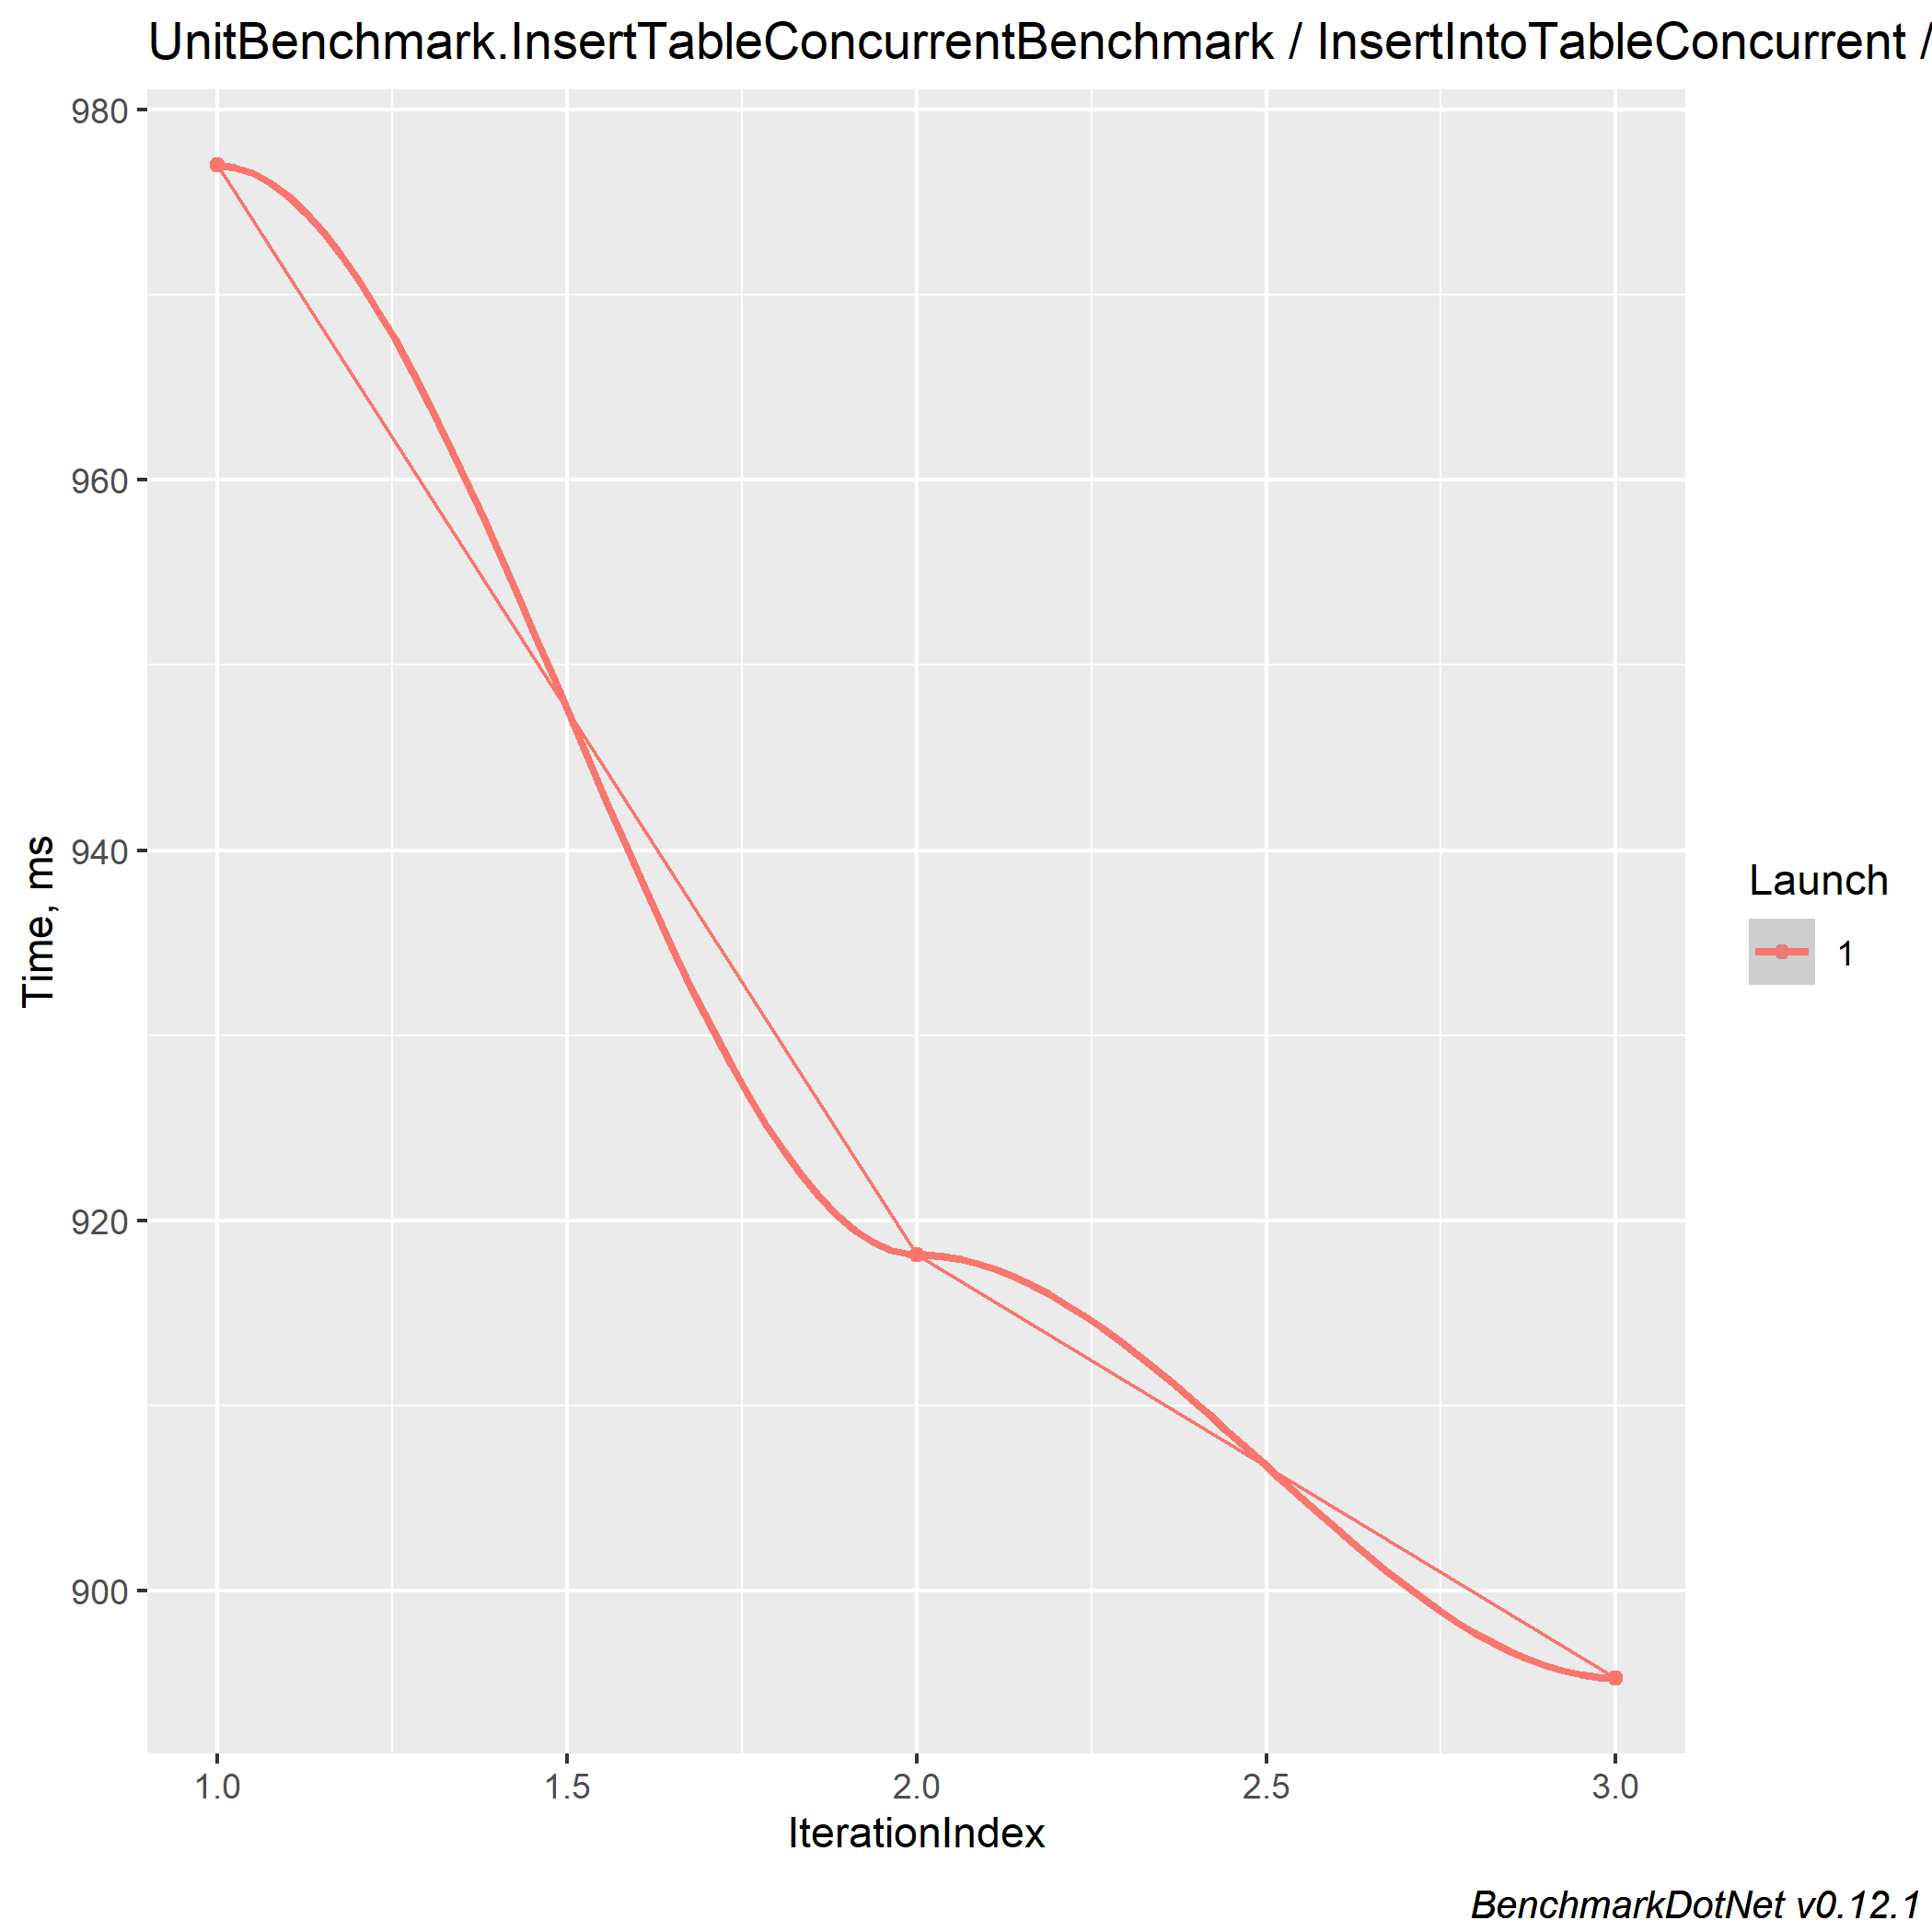 UnitBenchmark.InsertTableConcurrentBenchmark / InsertIntoTableConcurrent /
980
960
940
920
900
Time, ms
1.0 1.5 2.0 2.5 3.0
IterationIndex
Launch
1
BenchmarkDotNet v0.12.1